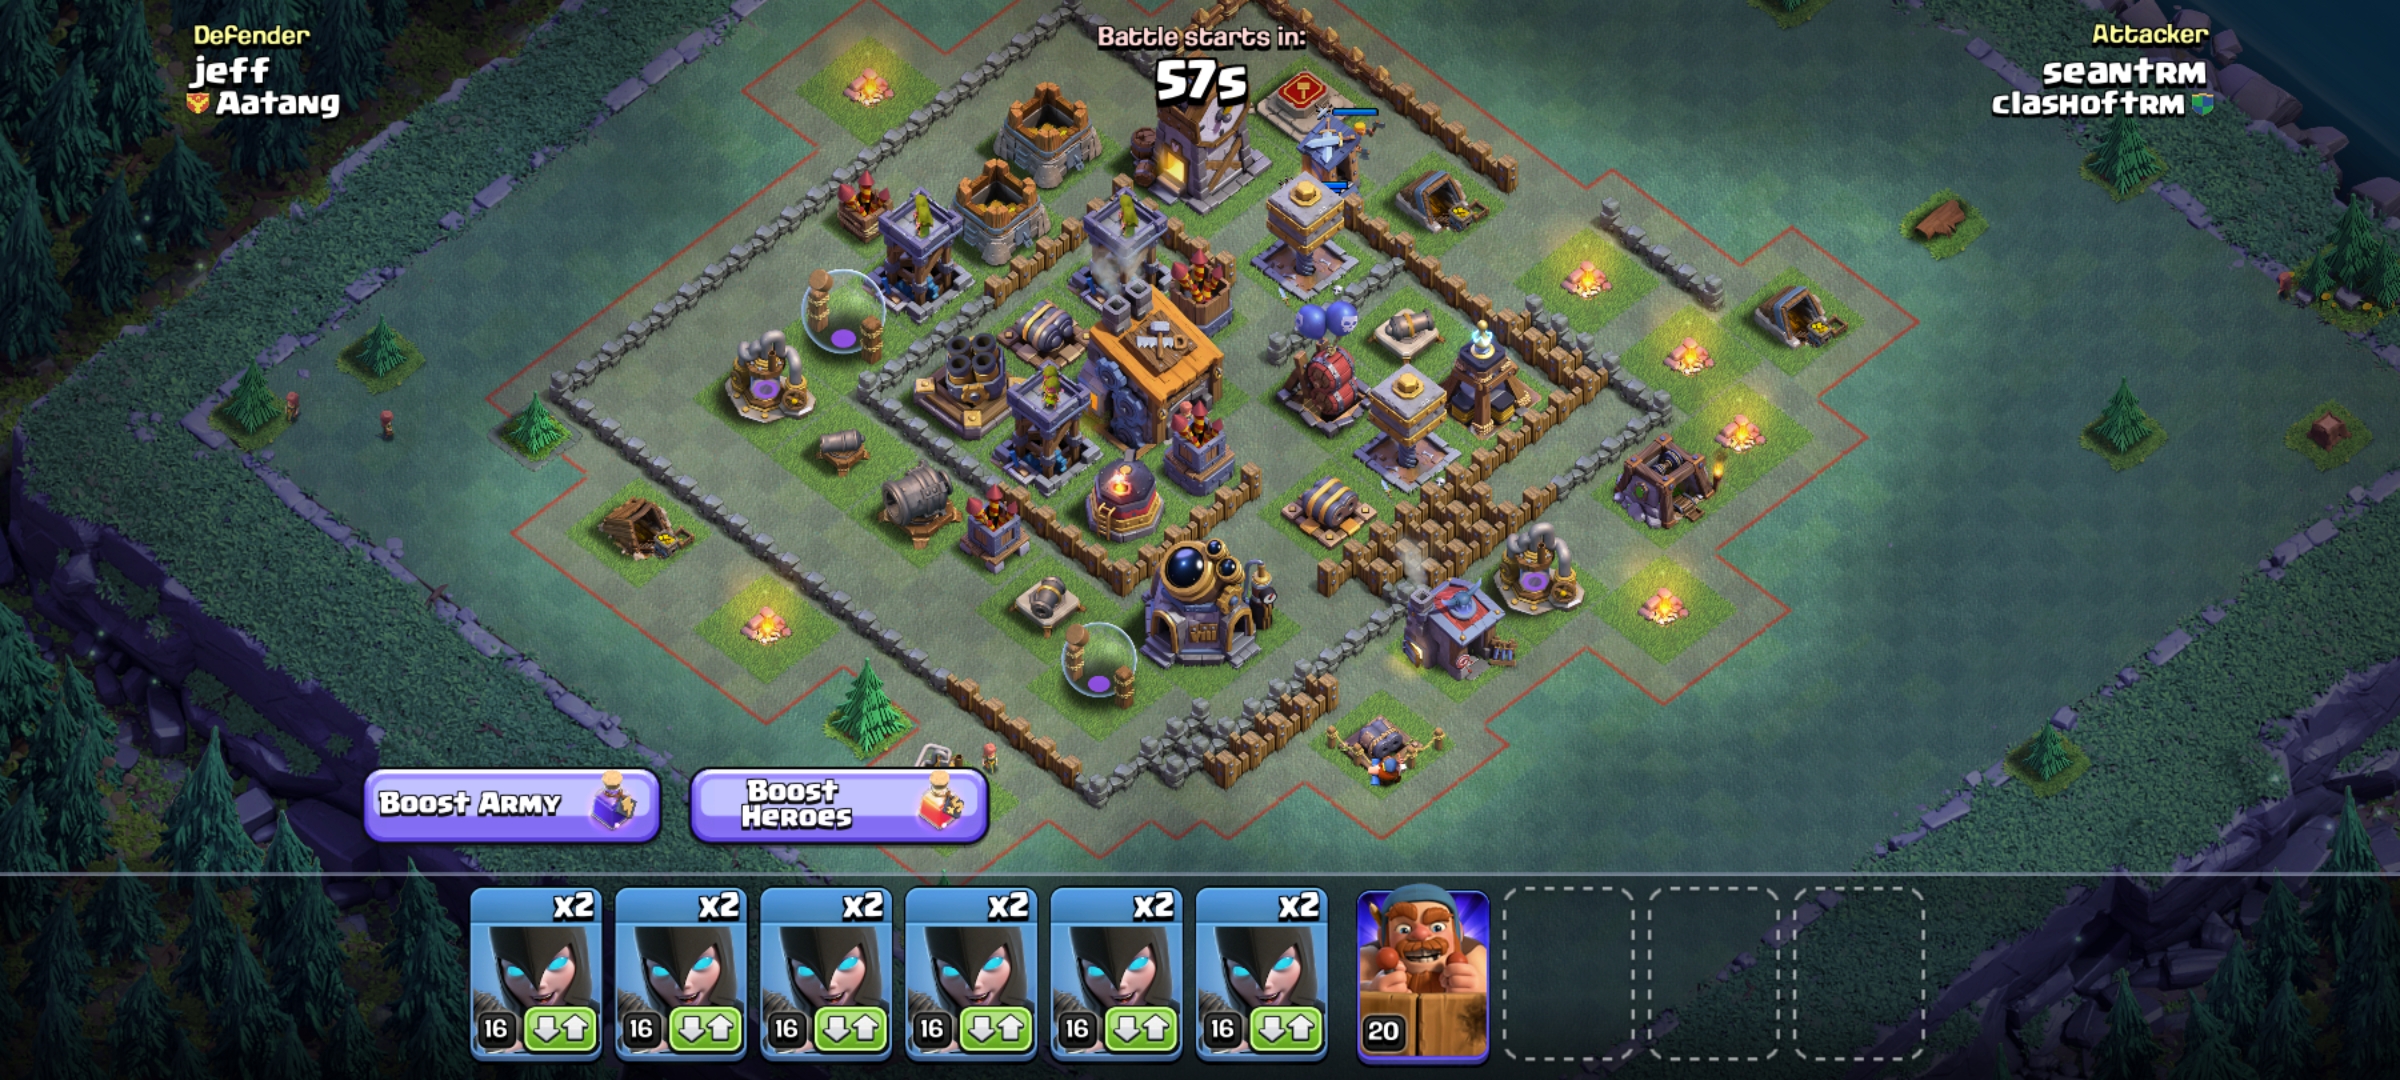 Defender
jeff
Aatang
Battle starts in:
57s
Attacker
seantRM
clashoftRM
Boost Army
Boost
Heroes
x2
x2
x2
x2
x2
x2
16
16
16
16
16
16
20